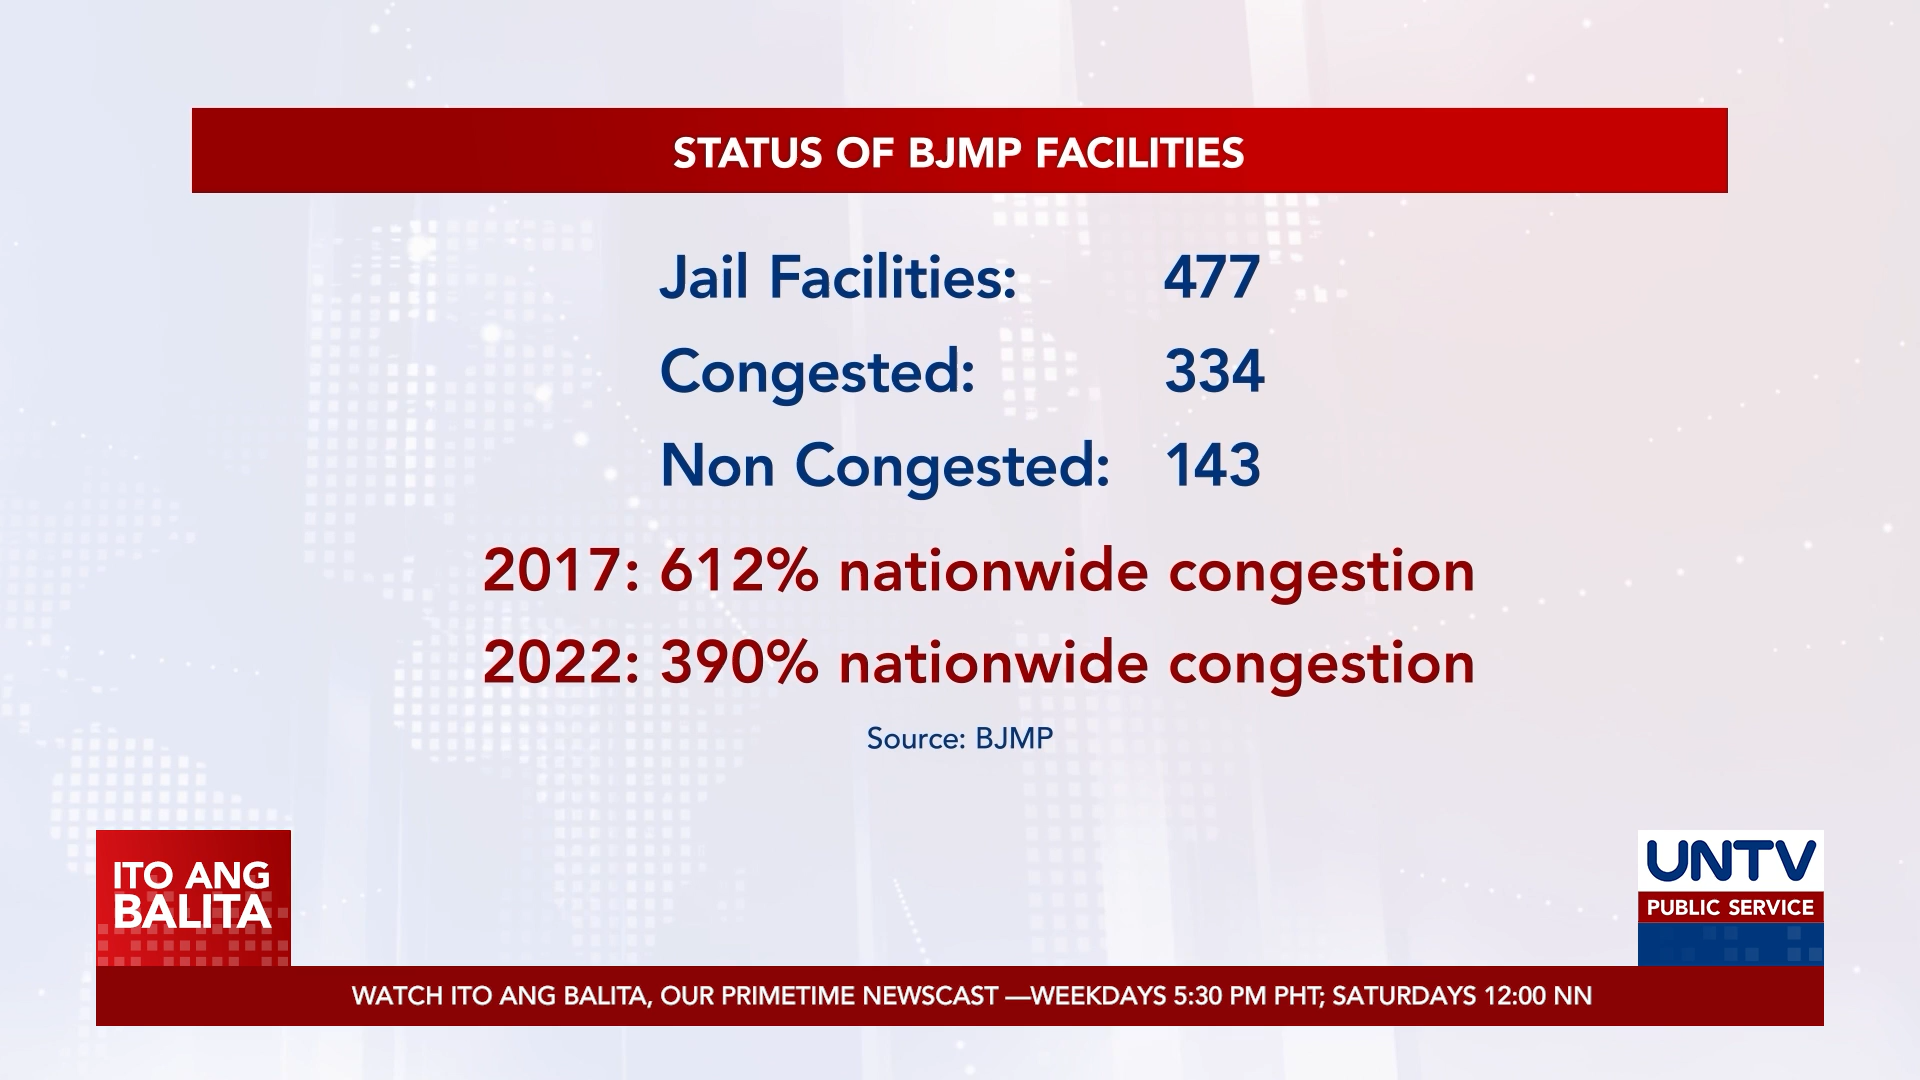 STATUS OF BJMP FACILITIES
Jail Facilities: 477
Congested: 334
Non Congested: 143
2017: 612% nationwide congestion
2022: 390% nationwide congestion
Source: BJMP
ITO ANG
BALITA
UNTV
PUBLIC SERVICE
WATCH ITO ANG BALITA, OUR PRIMETIME NEWSCAST —WEEKDAYS 5:30 PM PHT; SATURDAYS 12:00 NN